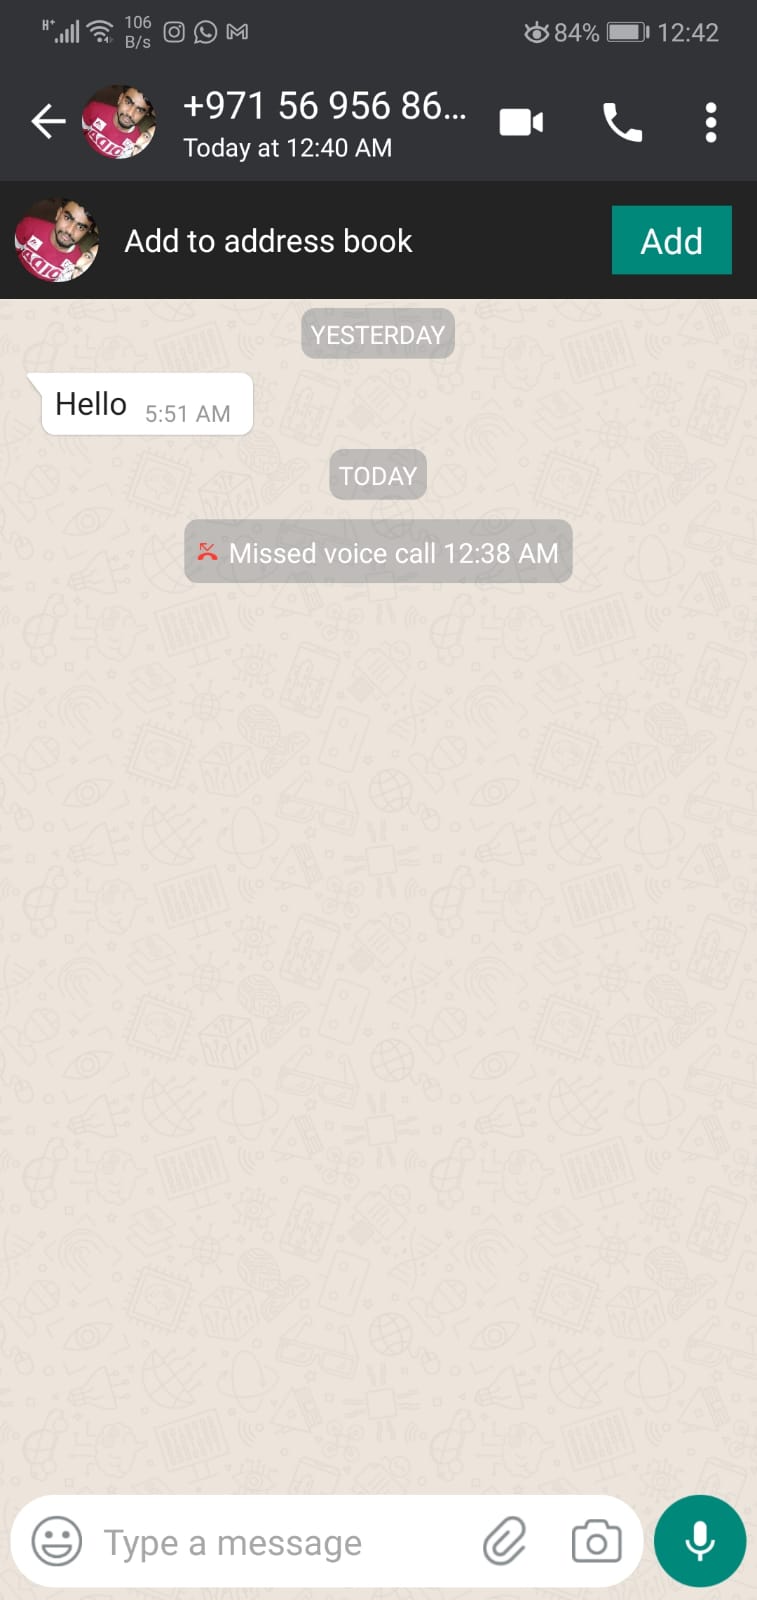 H+ 106 B/s 84% 12:42
+971 56 956 86...
Today at 12:40 AM
Add to address book Add
YESTERDAY
Hello 5:51 AM
TODAY
Missed voice call 12:38 AM
Type a message